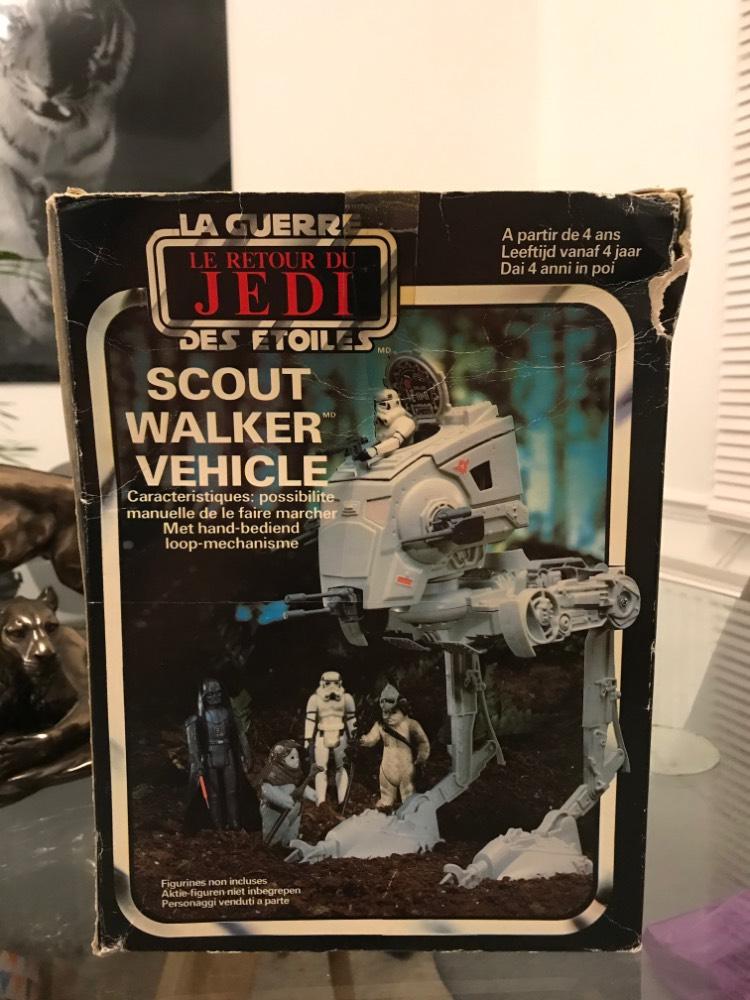 LA GUERRE
LE RETOUR DU
JEDI
DES ETOILES MD
A partir de 4 ans
Leeftijd vanaf 4 jaar
Dai 4 anni in poi
SCOUT
WALKER MD
VEHICLE
Caracteristiques: possibilite
manuelle de le faire marcher
Met hand-bediend
loop-mechanisme
Figurines non incluses
Aktie-figuren niet inbegrepen
Personaggi venduti a parte